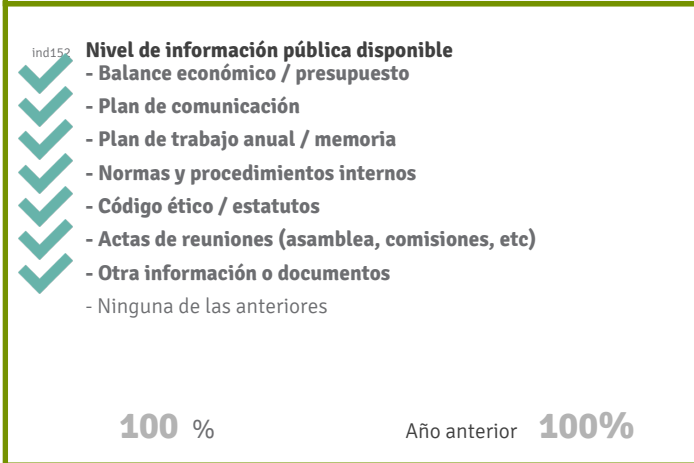 ind152 Nivel de información pública disponible
- Balance económico / presupuesto
- Plan de comunicación
- Plan de trabajo anual / memoria
- Normas y procedimientos internos
- Código ético / estatutos
- Actas de reuniones (asamblea, comisiones, etc)
- Otra información o documentos
- Ninguna de las anteriores
100 % Año anterior 100%